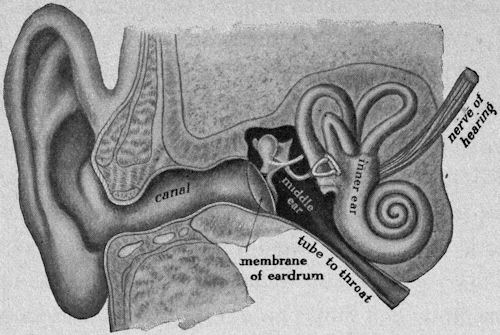 canal
middle
ear
inner ear
nerve of
hearing
membrane
of eardrum
tube to throat